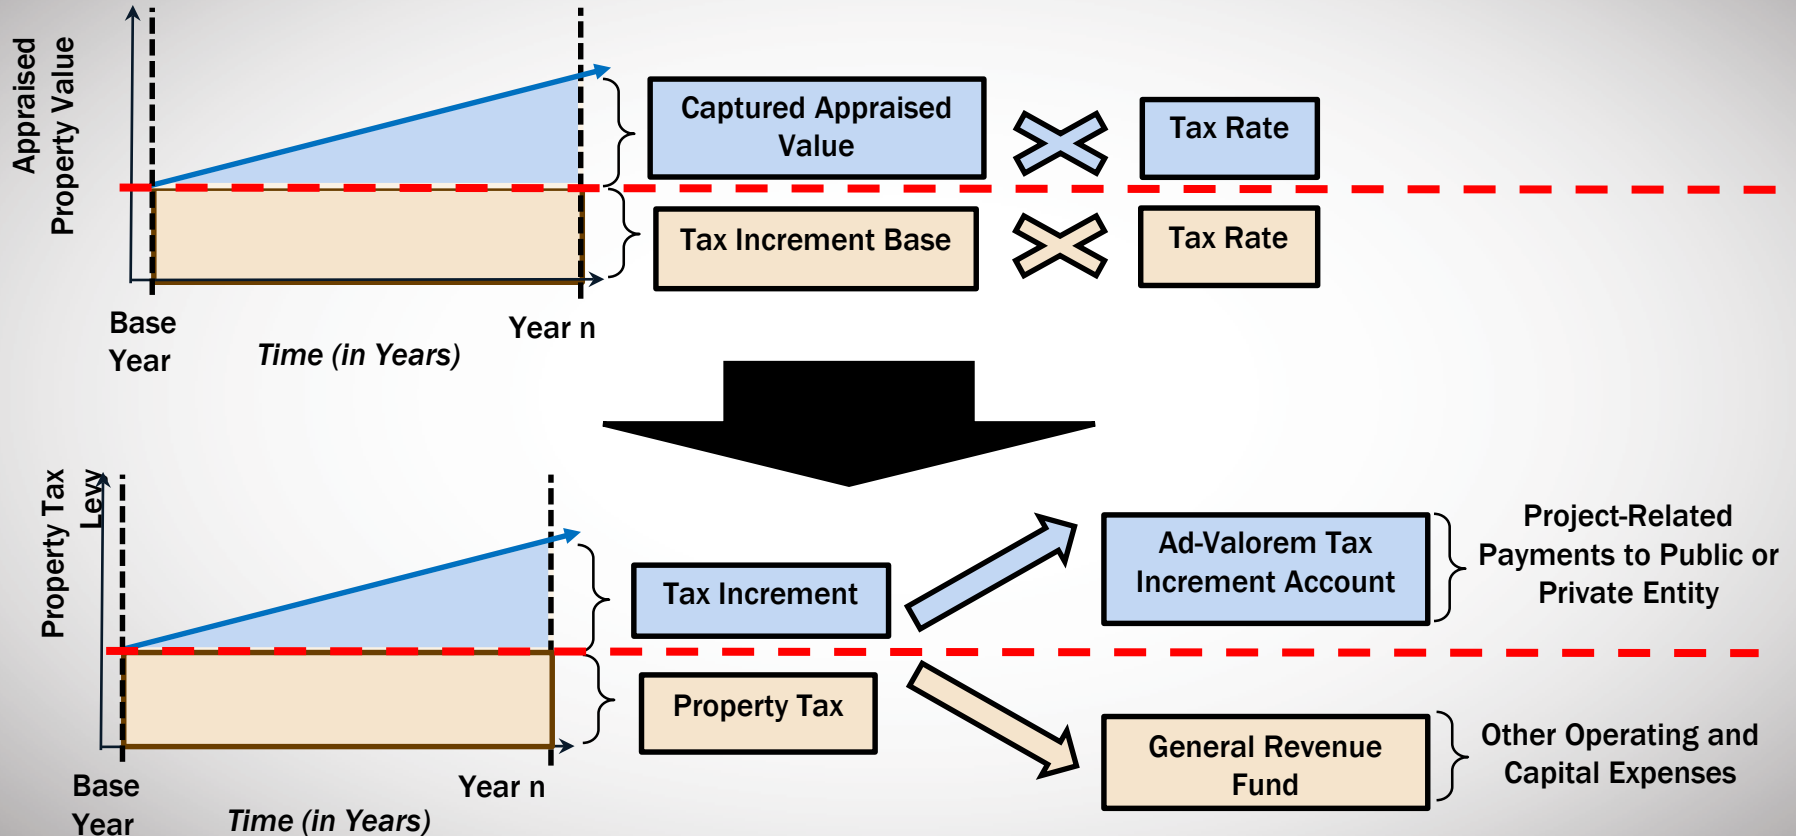 Appraised
Property Value
Captured Appraised
Value
Tax Rate
Tax Increment Base
Tax Rate
Base
Year
Time (in Years)
Year n
Property Tax
Levy
Tax Increment
Ad-Valorem Tax
Increment Account
Project-Related
Payments to Public or
Private Entity
Property Tax
General Revenue
Fund
Other Operating and
Capital Expenses
Base
Year
Time (in Years)
Year n